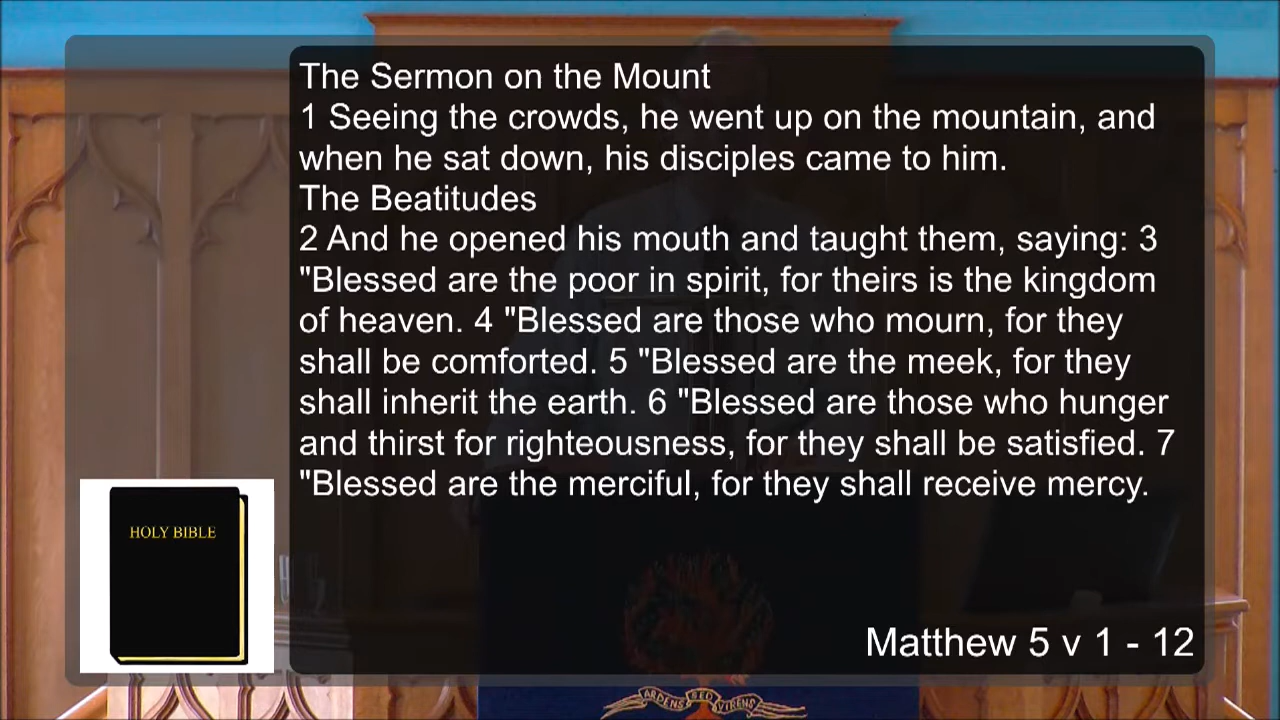 The Sermon on the Mount
1 Seeing the crowds, he went up on the mountain, and
when he sat down, his disciples came to him.
The Beatitudes
2 And he opened his mouth and taught them, saying: 3
"Blessed are the poor in spirit, for theirs is the kingdom
of heaven. 4 "Blessed are those who mourn, for they
shall be comforted. 5 "Blessed are the meek, for they
shall inherit the earth. 6 "Blessed are those who hunger
and thirst for righteousness, for they shall be satisfied. 7
"Blessed are the merciful, for they shall receive mercy.
HOLY BIBLE
Matthew 5 v 1 - 12
ARDENS SED VIRENS